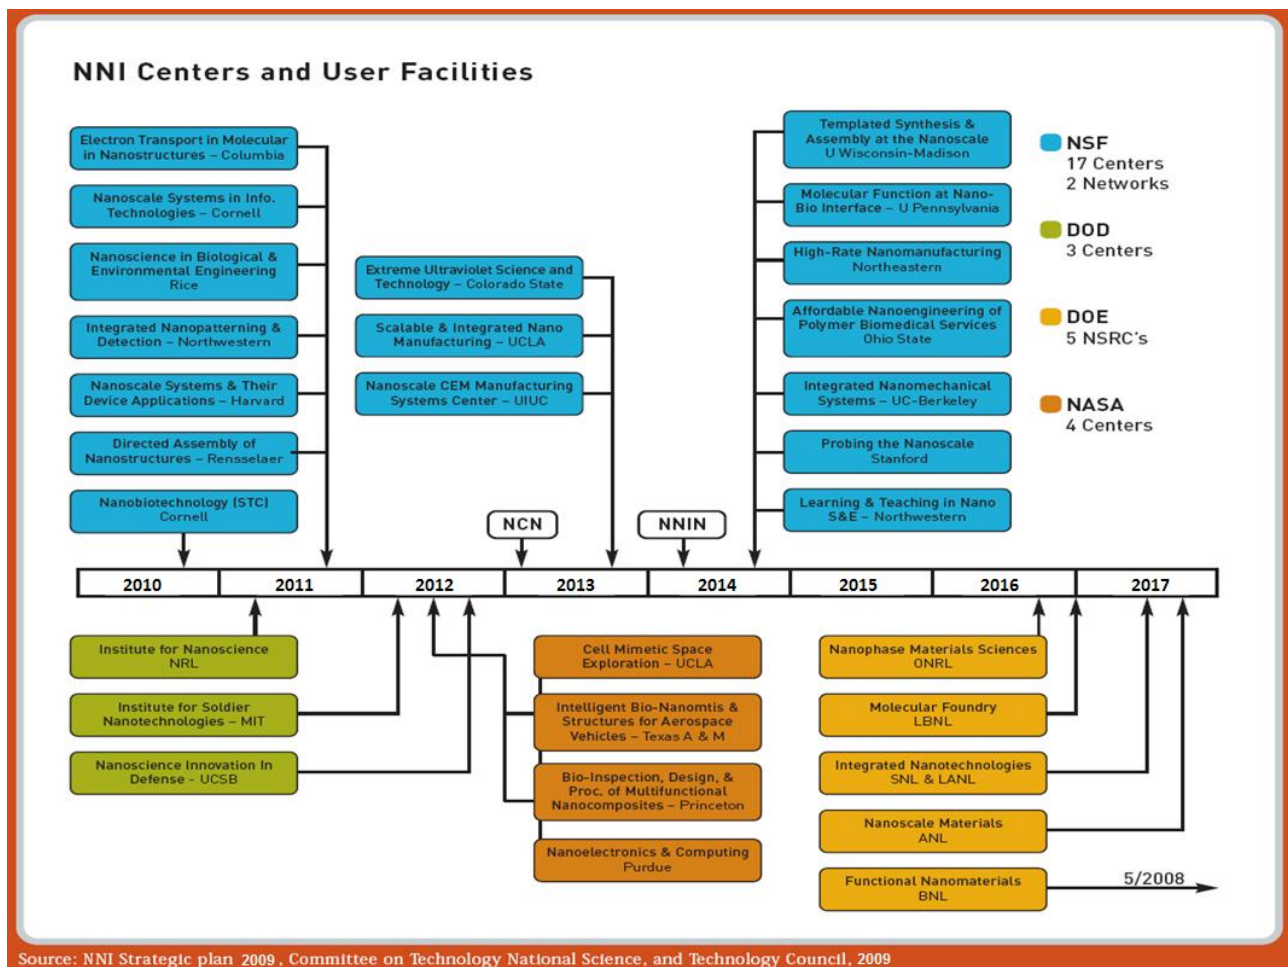 NNI Centers and User Facilities
Electron Transport in Molecular
in Nanostructures – Columbia
Nanoscale Systems in Info.
Technologies – Cornell
Nanoscience in Biological &
Environmental Engineering
Rice
Integrated Nanopatterning &
Detection – Northwestern
Nanoscale Systems & Their
Device Applications – Harvard
Directed Assembly of
Nanostructures – Rensselaer
Nanobiotechnology (STC)
Cornell
Extreme Ultraviolet Science and
Technology – Colorado State
Scalable & Integrated Nano
Manufacturing – UCLA
Nanoscale CEM Manufacturing
Systems Center – UIUC
NCN
NNIN
Templated Synthesis &
Assembly at the Nanoscale
U Wisconsin-Madison
Molecular Function at Nano-
Bio Interface – U Pennsylvania
High-Rate Nanomanufacturing
Northeastern
Affordable Nanoengineering of
Polymer Biomedical Services
Ohio State
Integrated Nanomechanical
Systems – UC-Berkeley
Probing the Nanoscale
Stanford
Learning & Teaching in Nano
S&E – Northwestern
NSF
17 Centers
2 Networks
DOD
3 Centers
DOE
5 NSRC's
NASA
4 Centers
2010 2011 2012 2013 2014 2015 2016 2017
Institute for Nanoscience
NRL
Institute for Soldier
Nanotechnologies – MIT
Nanoscience Innovation In
Defense - UCSB
Cell Mimetic Space
Exploration – UCLA
Intelligent Bio-Nanomtis &
Structures for Aerospace
Vehicles – Texas A & M
Bio-Inspection, Design, &
Proc. of Multifunctional
Nanocomposites – Princeton
Nanoelectronics & Computing
Purdue
Nanophase Materials Sciences
ONRL
Molecular Foundry
LBNL
Integrated Nanotechnologies
SNL & LANL
Nanoscale Materials
ANL
Functional Nanomaterials
BNL
5/2008
Source: NNI Strategic plan 2009, Committee on Technology National Science, and Technology Council, 2009